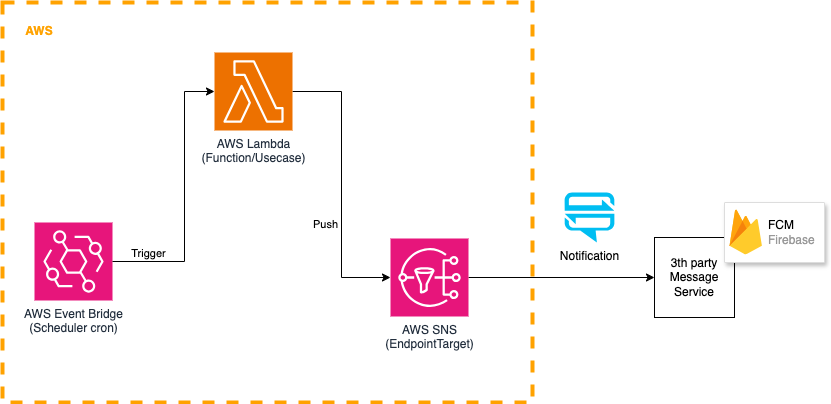 AWS
AWS Lambda
(Function/Usecase)
Trigger
Push
AWS Event Bridge
(Scheduler cron)
AWS SNS
(EndpointTarget)
Notification
3th party
Message
Service
FCM
Firebase